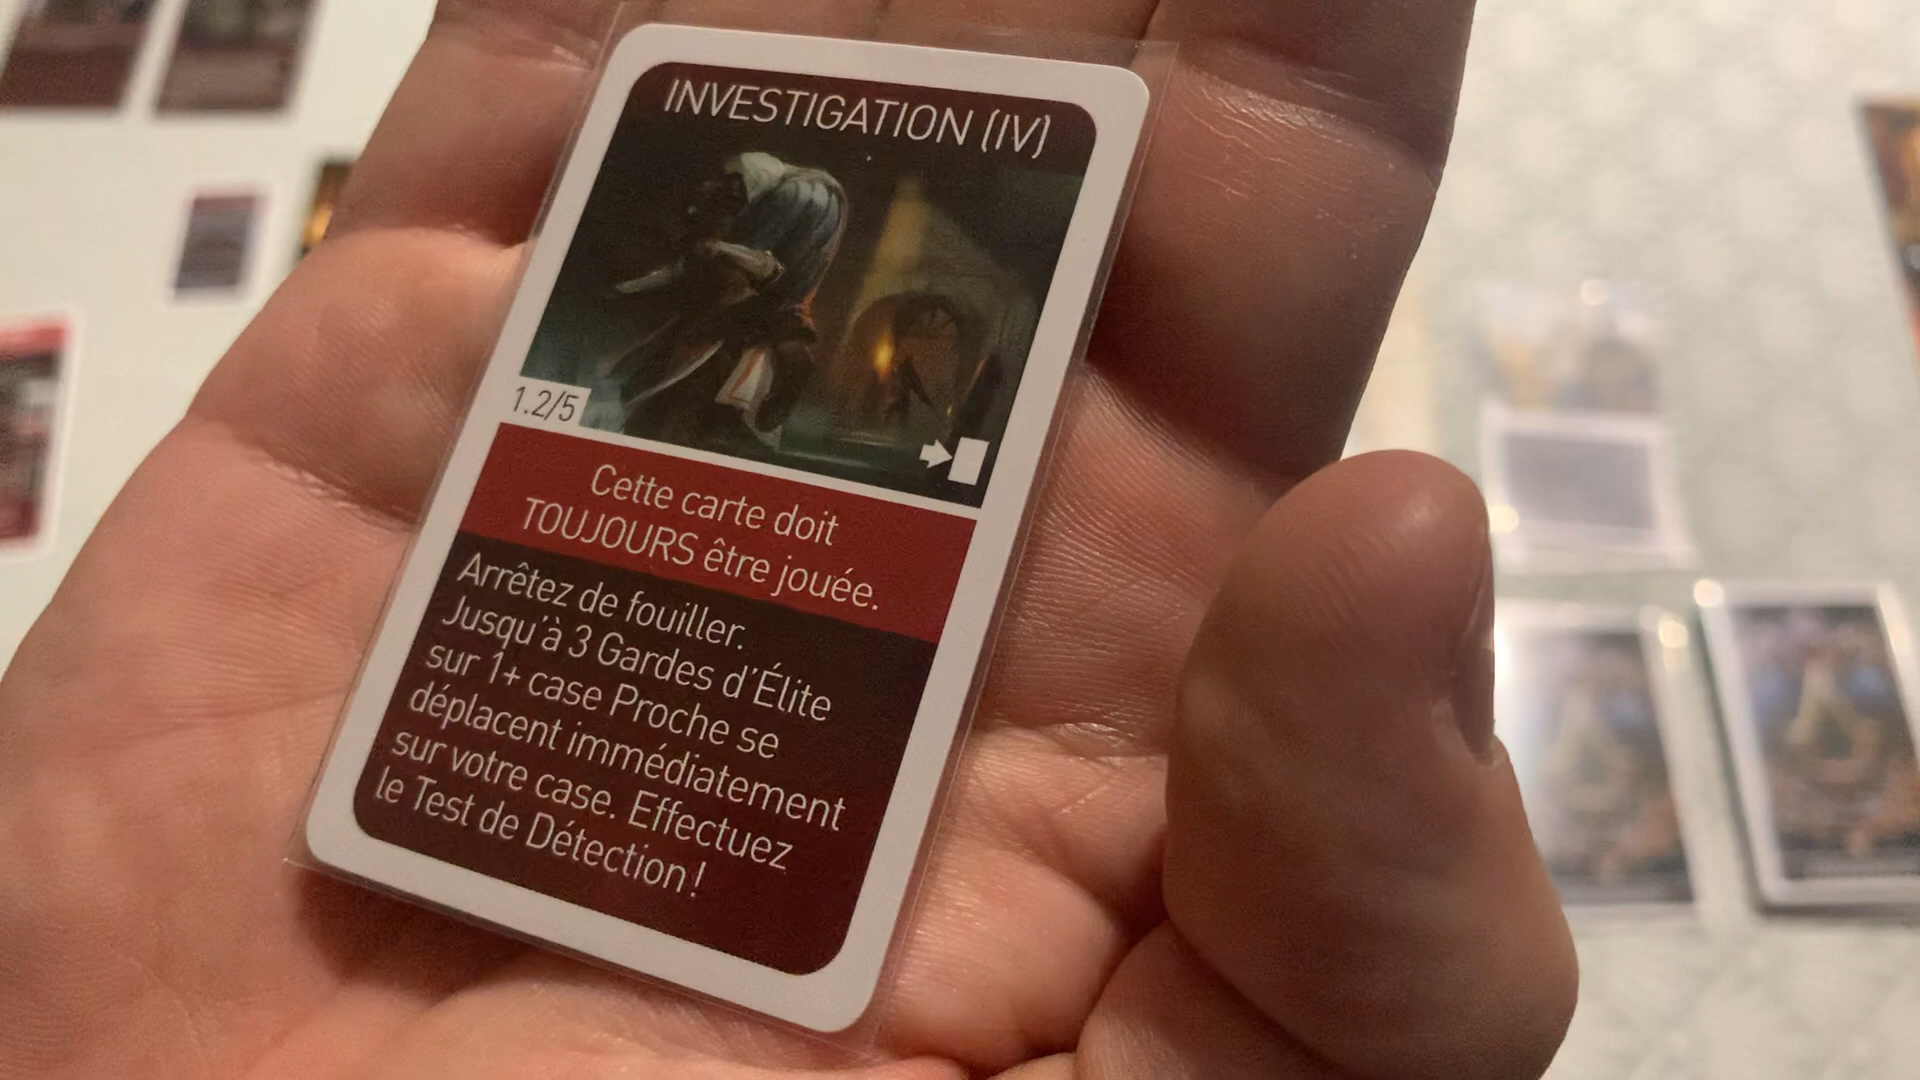 INVESTIGATION (IV)
1.2/5
Cette carte doit
TOUJOURS être jouée.
Arrêtez de fouiller.
Jusqu'à 3 Gardes d'Élite
sur 1+ case Proche se
déplacent immédiatement
sur votre case. Effectuez
le Test de Détection !